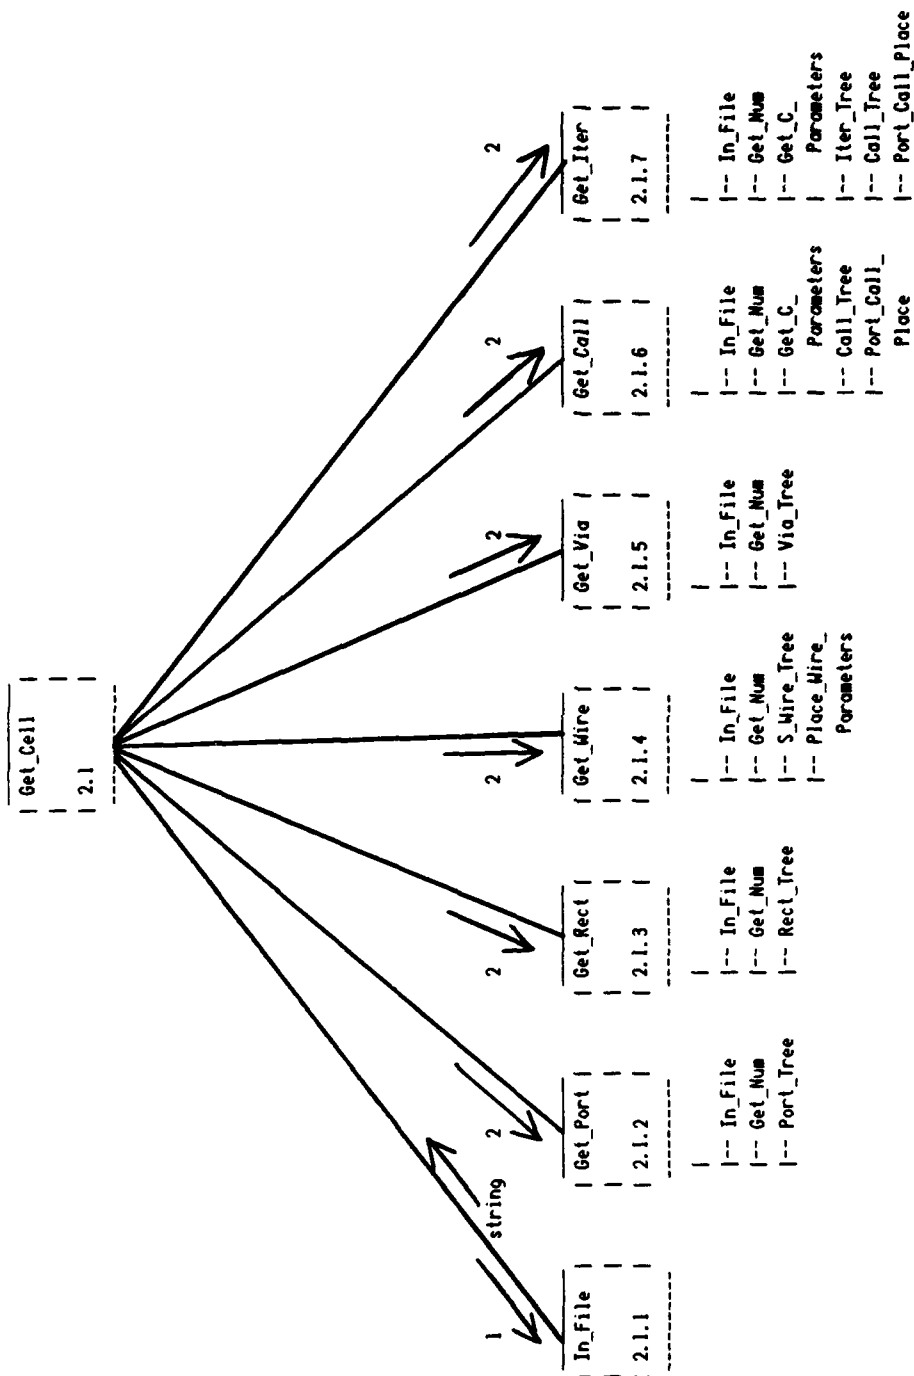 Get_Cell
2.1
1
string
2
2
2
2
2
2
In_File
2.1.1
Get_Port
2.1.2
|-- In_File
|-- Get_Num
|-- Port_Tree
Get_Rect
2.1.3
|-- In_File
|-- Get_Num
|-- Rect_Tree
Get_Wire
2.1.4
|-- In_File
|-- Get_Num
|-- S_Wire_Tree
|-- Place_Wire_
Parameters
Get_Via
2.1.5
|-- In_File
|-- Get_Num
|-- Via_Tree
Get_Call
2.1.6
|-- In_File
|-- Get_Num
|-- Get_C_
| Parameters
|-- Call_Tree
|-- Port_Call_
Place
Get_Iter
2.1.7
|-- In_File
|-- Get_Num
|-- Get_C_
| Parameters
|-- Iter_Tree
|-- Call_Tree
|-- Port_Call_Place